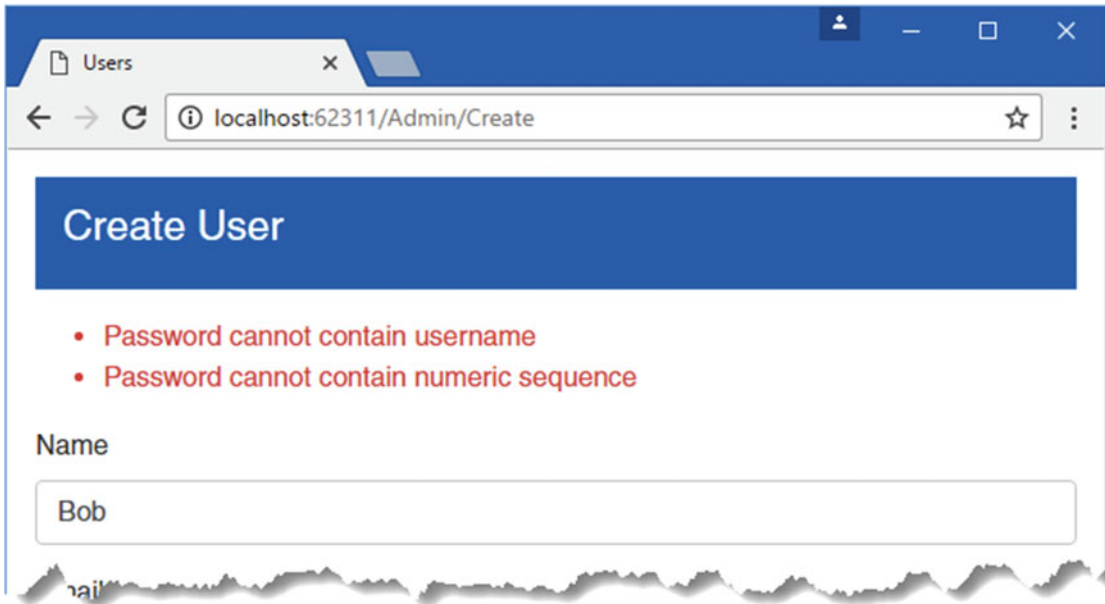 Users
localhost:62311/Admin/Create
Create User
Password cannot contain username
Password cannot contain numeric sequence
Name
Bob